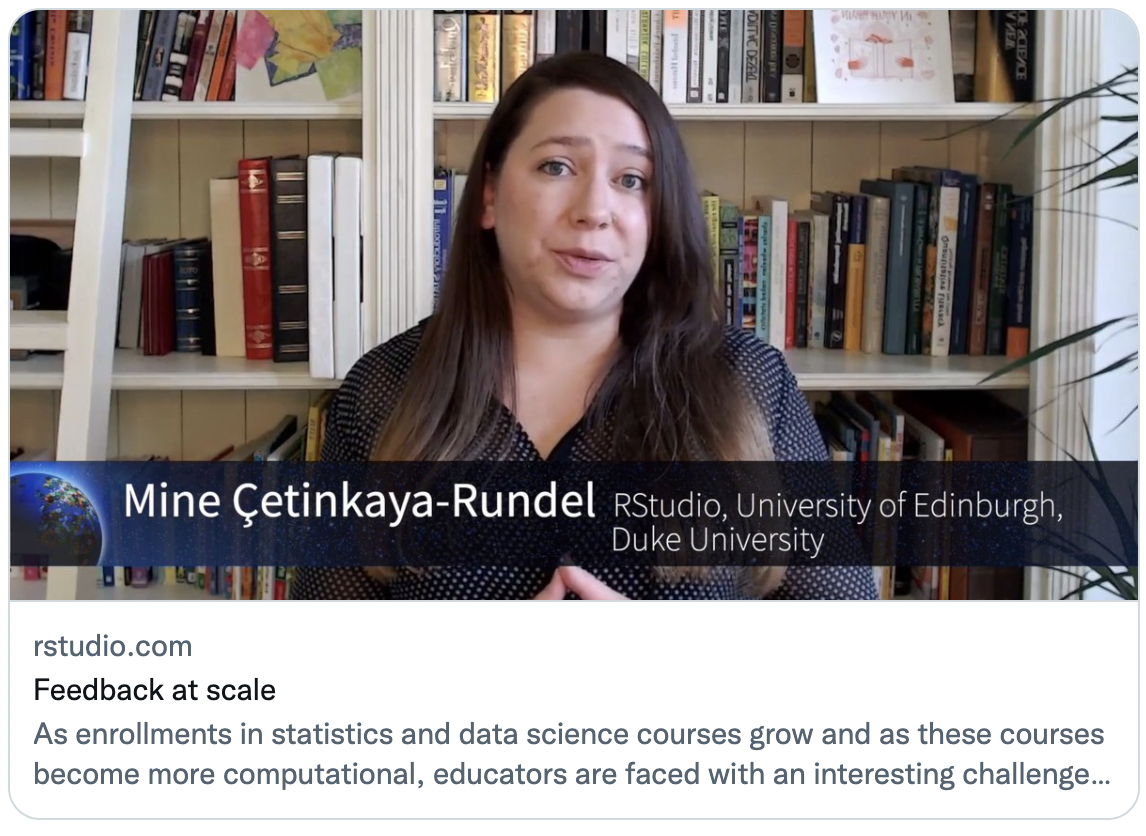 Mine Çetinkaya-Rundel
RStudio, University of Edinburgh,
Duke University
rstudio.com
Feedback at scale
As enrollments in statistics and data science courses grow and as these courses
become more computational, educators are faced with an interesting challenge...